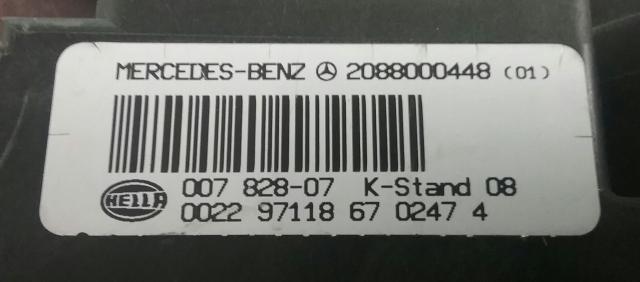 MERCEDES-BENZ 2088000448 (01)
007 828-07 K-Stand 08
HELLA
0022 97118 67 0247 4